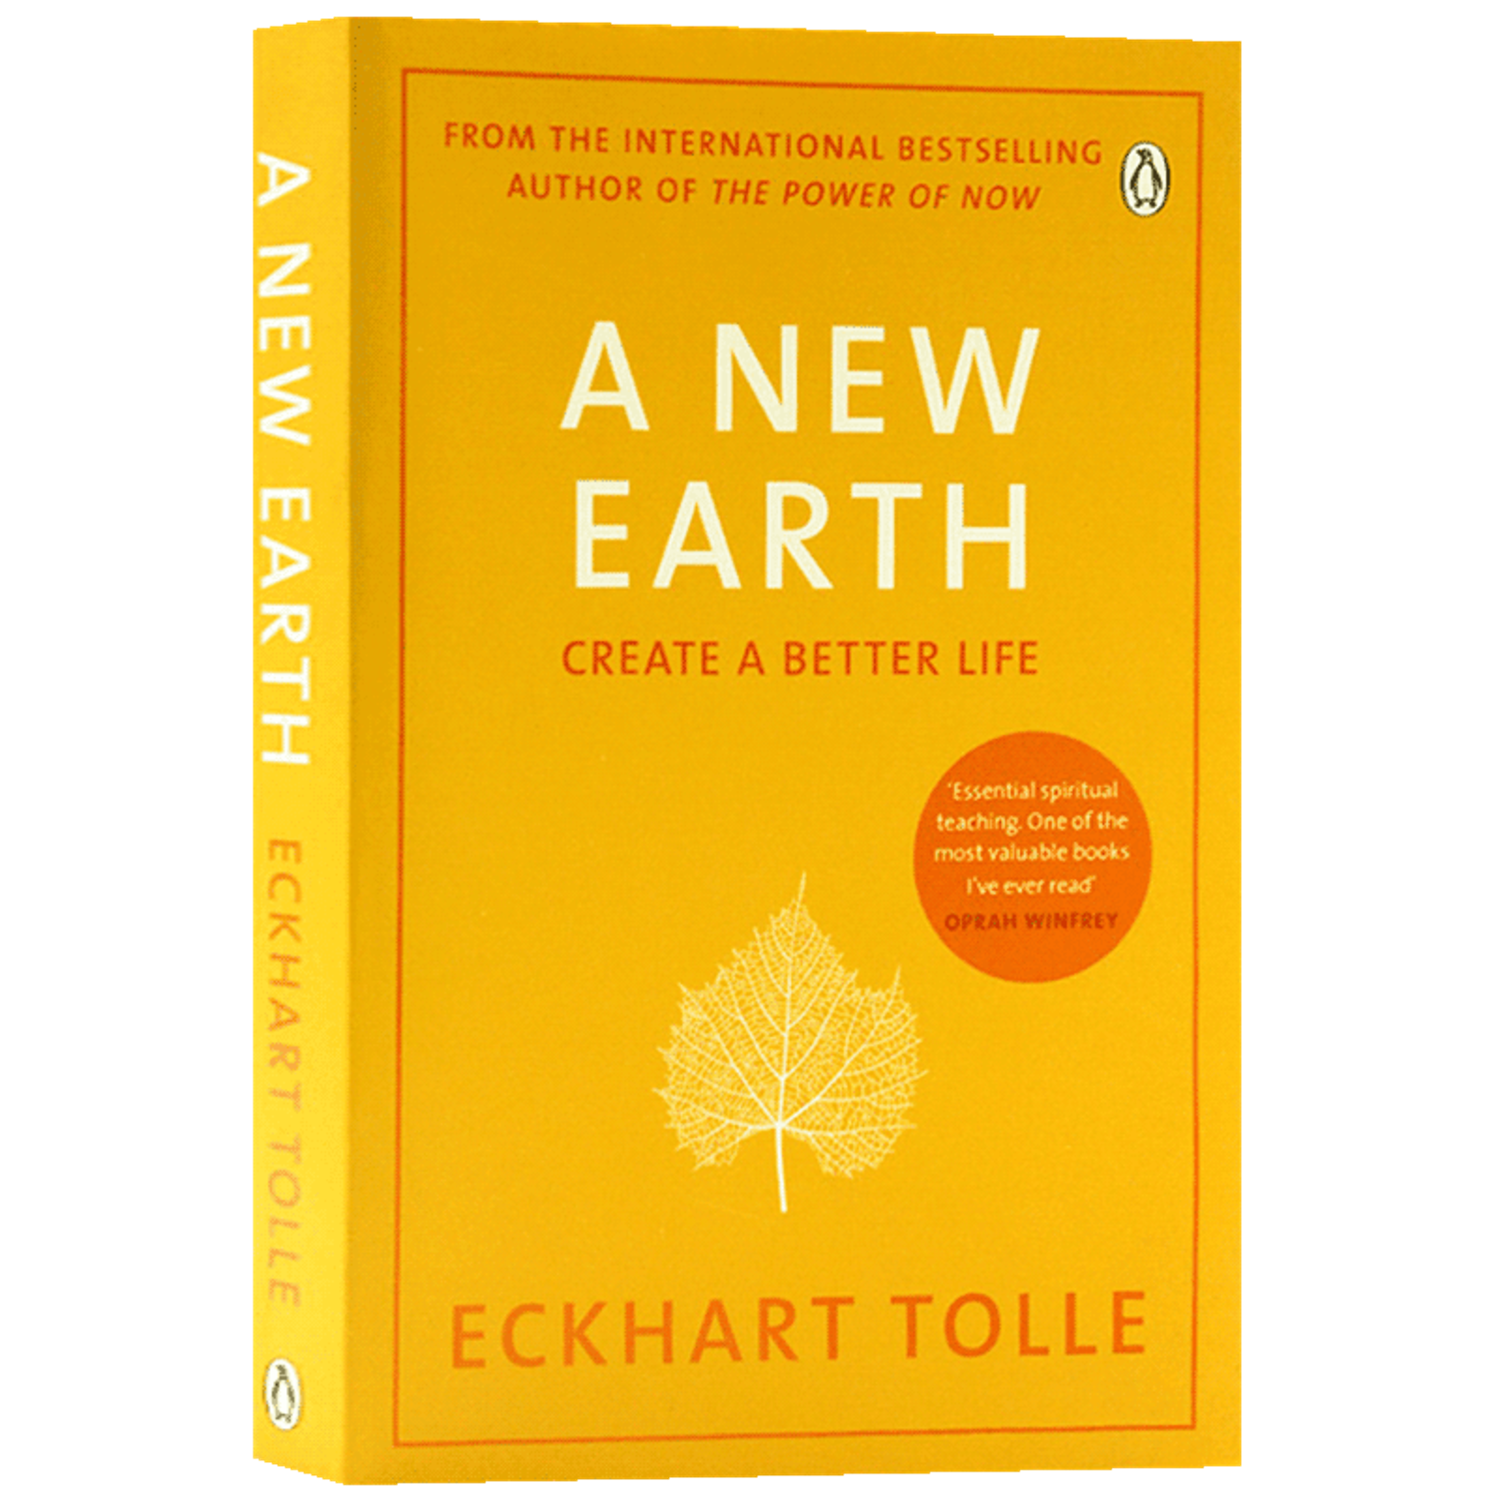 A NEW EARTH ECKHART TOLLE
FROM THE INTERNATIONAL BESTSELLING
AUTHOR OF THE POWER OF NOW
A NEW
EARTH
CREATE A BETTER LIFE
'Essential spiritual
teaching. One of the
most valuable books
I've ever read'
OPRAH WINFREY
ECKHART TOLLE